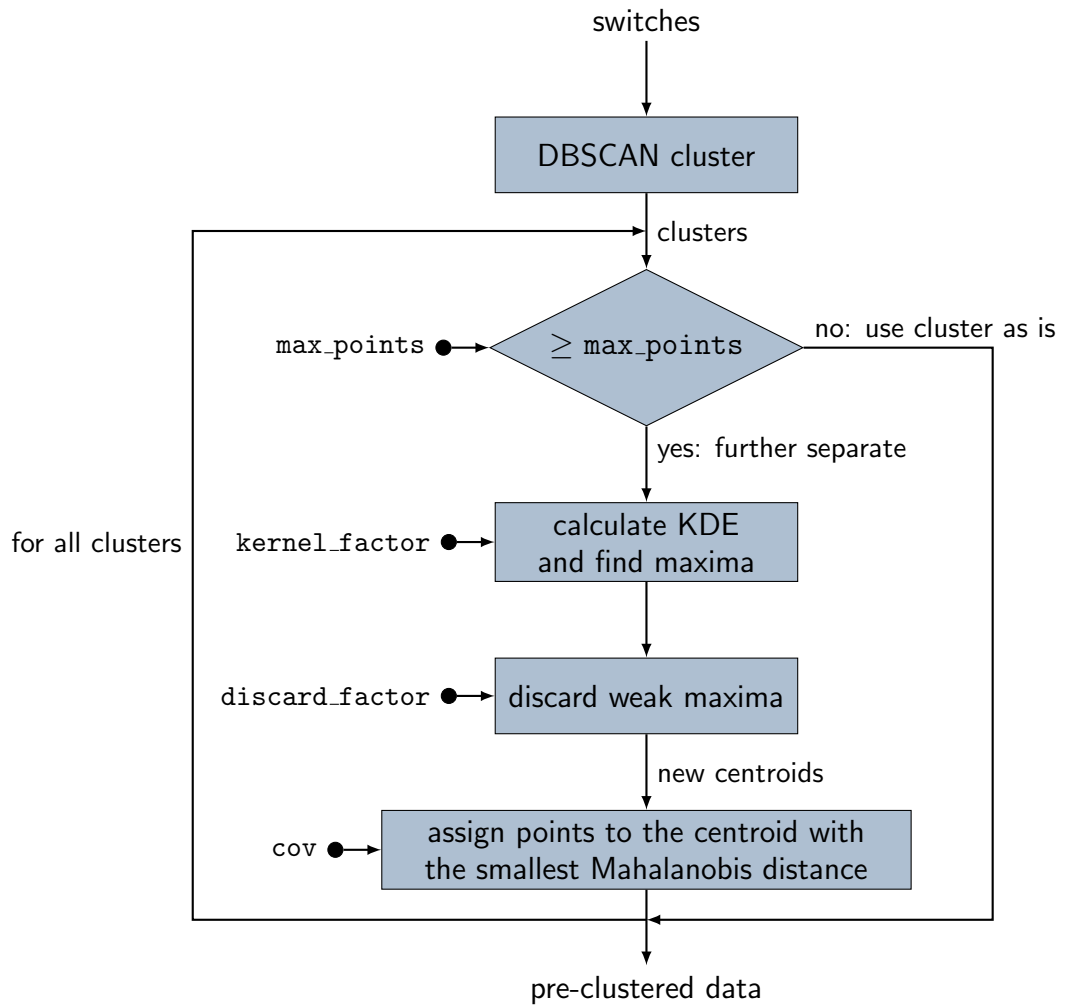 switches
DBSCAN cluster
clusters
no: use cluster as is
max_points
≥ max_points
yes: further separate
for all clusters
kernel_factor
calculate KDE
and find maxima
discard_factor
discard weak maxima
new centroids
cov
assign points to the centroid with
the smallest Mahalanobis distance
pre-clustered data